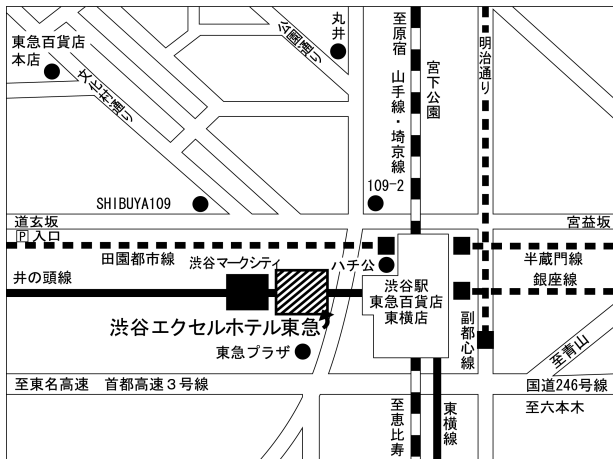 丸井
至原宿
山手線・埼京線
宮下公園
明治通り
公園通り
東急百貨店
本店
文化村通り
SHIBUYA109
109-2
道玄坂
宮益坂
P入口
田園都市線
渋谷マークシティ
ハチ公
半蔵門線
井の頭線
渋谷駅
東急百貨店
東横店
銀座線
渋谷エクセルホテル東急
副都心線
東急プラザ
至青山
至東名高速　首都高速３号線
国道246号線
至恵比寿
東横線
至六本木